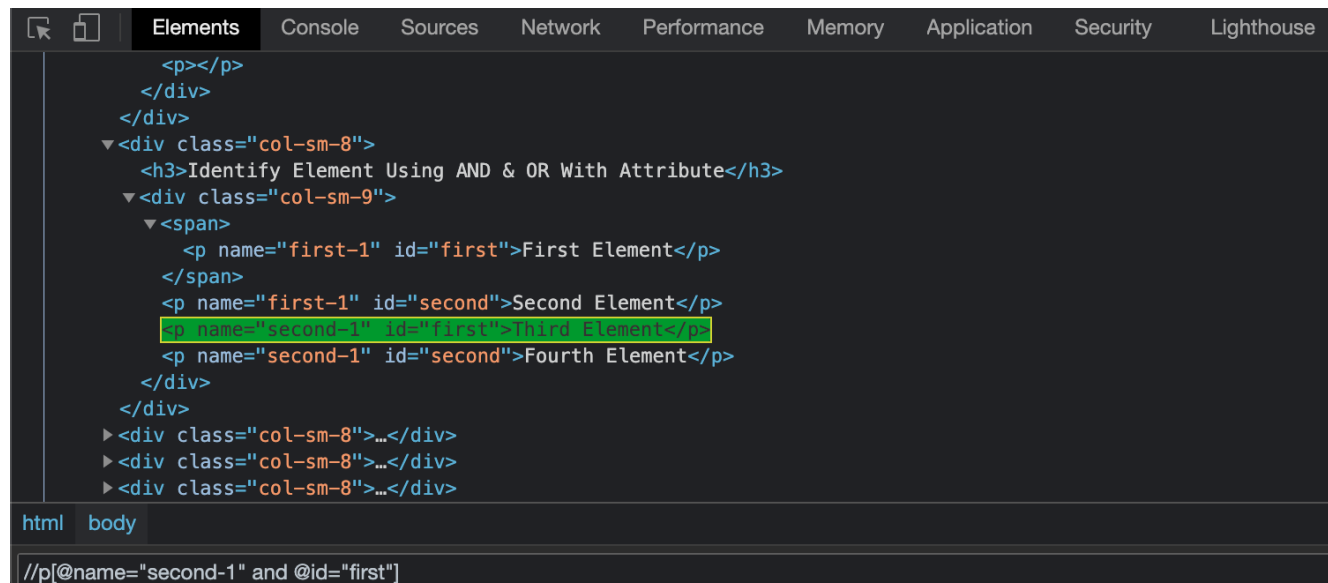 Elements Console Sources Network Performance Memory Application Security Lighthouse
<p></p>
</div>
</div>
<div class="col-sm-8">
<h3>Identify Element Using AND & OR With Attribute</h3>
<div class="col-sm-9">
<span>
<p name="first-1" id="first">First Element</p>
</span>
<p name="first-1" id="second">Second Element</p>
<p name="second-1" id="first">Third Element</p>
<p name="second-1" id="second">Fourth Element</p>
</div>
</div>
<div class="col-sm-8">…</div>
<div class="col-sm-8">…</div>
<div class="col-sm-8">…</div>
html body
//p[@name="second-1" and @id="first"]